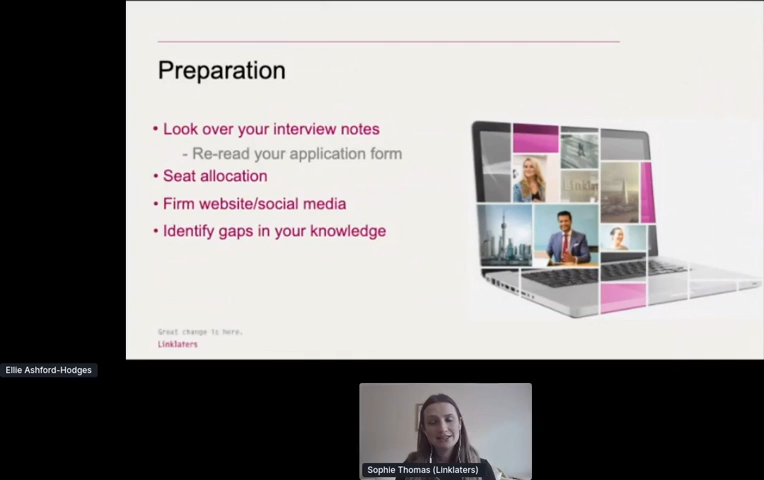 Preparation
• Look over your interview notes
- Re-read your application form
• Seat allocation
• Firm website/social media
• Identify gaps in your knowledge
Great change is here.
Linklaters
Ellie Ashford-Hodges
Sophie Thomas (Linklaters)